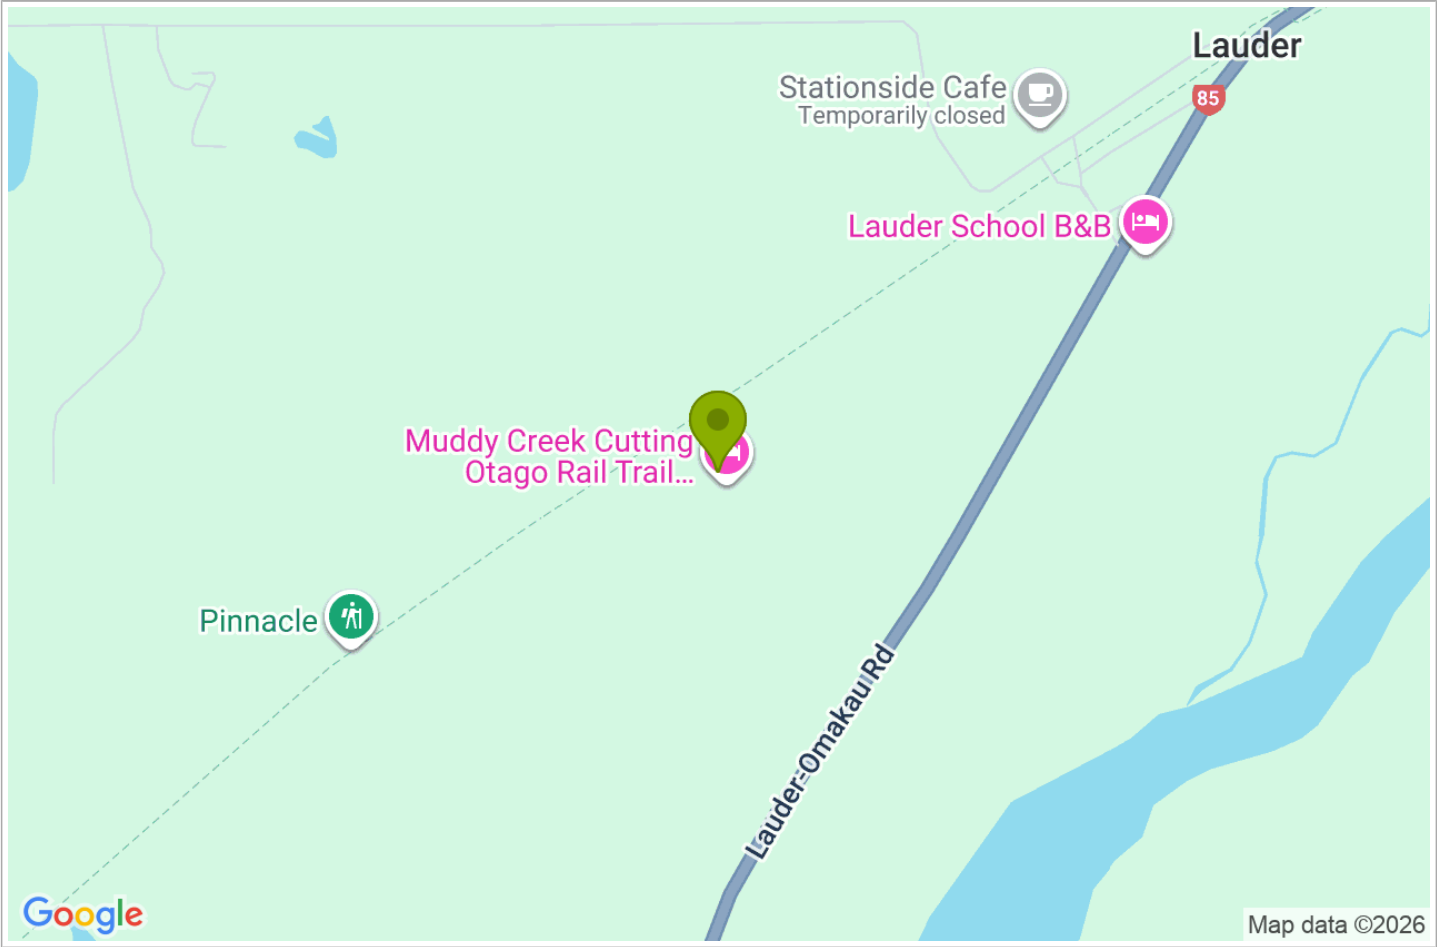 Lauder
Stationside Cafe
Temporarily closed
85
Lauder School B&B
Muddy Creek Cutting
Otago Rail Trail...
Pinnacle
Lauder-Omakau Rd
Google
Map data ©2026